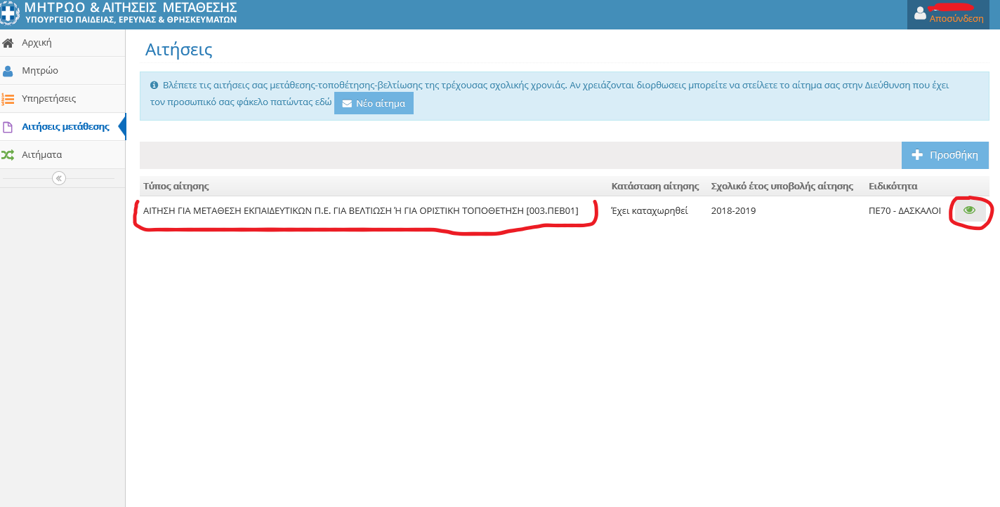 ΜΗΤΡΩΟ & ΑΙΤΗΣΕΙΣ ΜΕΤΑΘΕΣΗΣ
ΥΠΟΥΡΓΕΙΟ ΠΑΙΔΕΙΑΣ, ΕΡΕΥΝΑΣ & ΘΡΗΣΚΕΥΜΑΤΩΝ
Αποσύνδεση
Αρχική
Μητρώο
Υπηρετήσεις
Αιτήσεις μετάθεσης
Αιτήματα
Αιτήσεις
Βλέπετε τις αιτήσεις σας μετάθεσης-τοποθέτησης-βελτίωσης της τρέχουσας σχολικής χρονιάς. Αν χρειάζονται διορθωσεις μπορείτε να στείλετε το αίτημα σας στην Διεύθυνση που έχει
τον προσωπικό σας φάκελο πατώντας εδώ Νέο αίτημα
Προσθήκη
Τύπος αίτησης Κατάσταση αίτησης Σχολικό έτος υποβολής αίτησης Ειδικότητα
ΑΙΤΗΣΗ ΓΙΑ ΜΕΤΑΘΕΣΗ ΕΚΠΑΙΔΕΥΤΙΚΩΝ Π.Ε. ΓΙΑ ΒΕΛΤΙΩΣΗ Ή ΓΙΑ ΟΡΙΣΤΙΚΗ ΤΟΠΟΘΕΤΗΣΗ [003.ΠΕΒ01] Έχει καταχωρηθεί 2018-2019 ΠΕ70 - ΔΑΣΚΑΛΟΙ